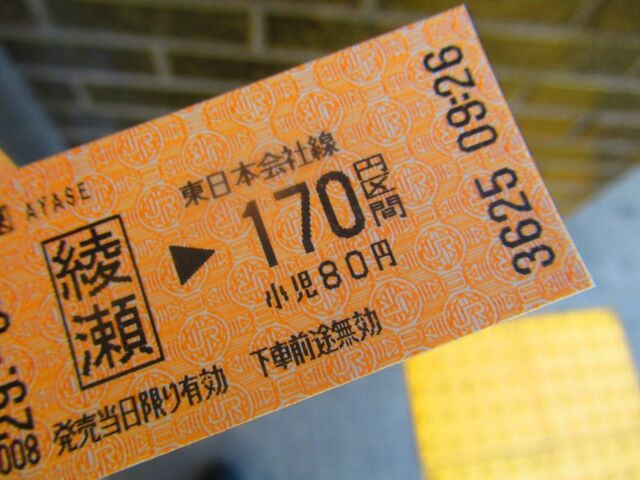 AYASE
東日本会社線
綾瀬▶170円区間
小児80円
発売当日限り有効 下車前途無効
3625 09:26